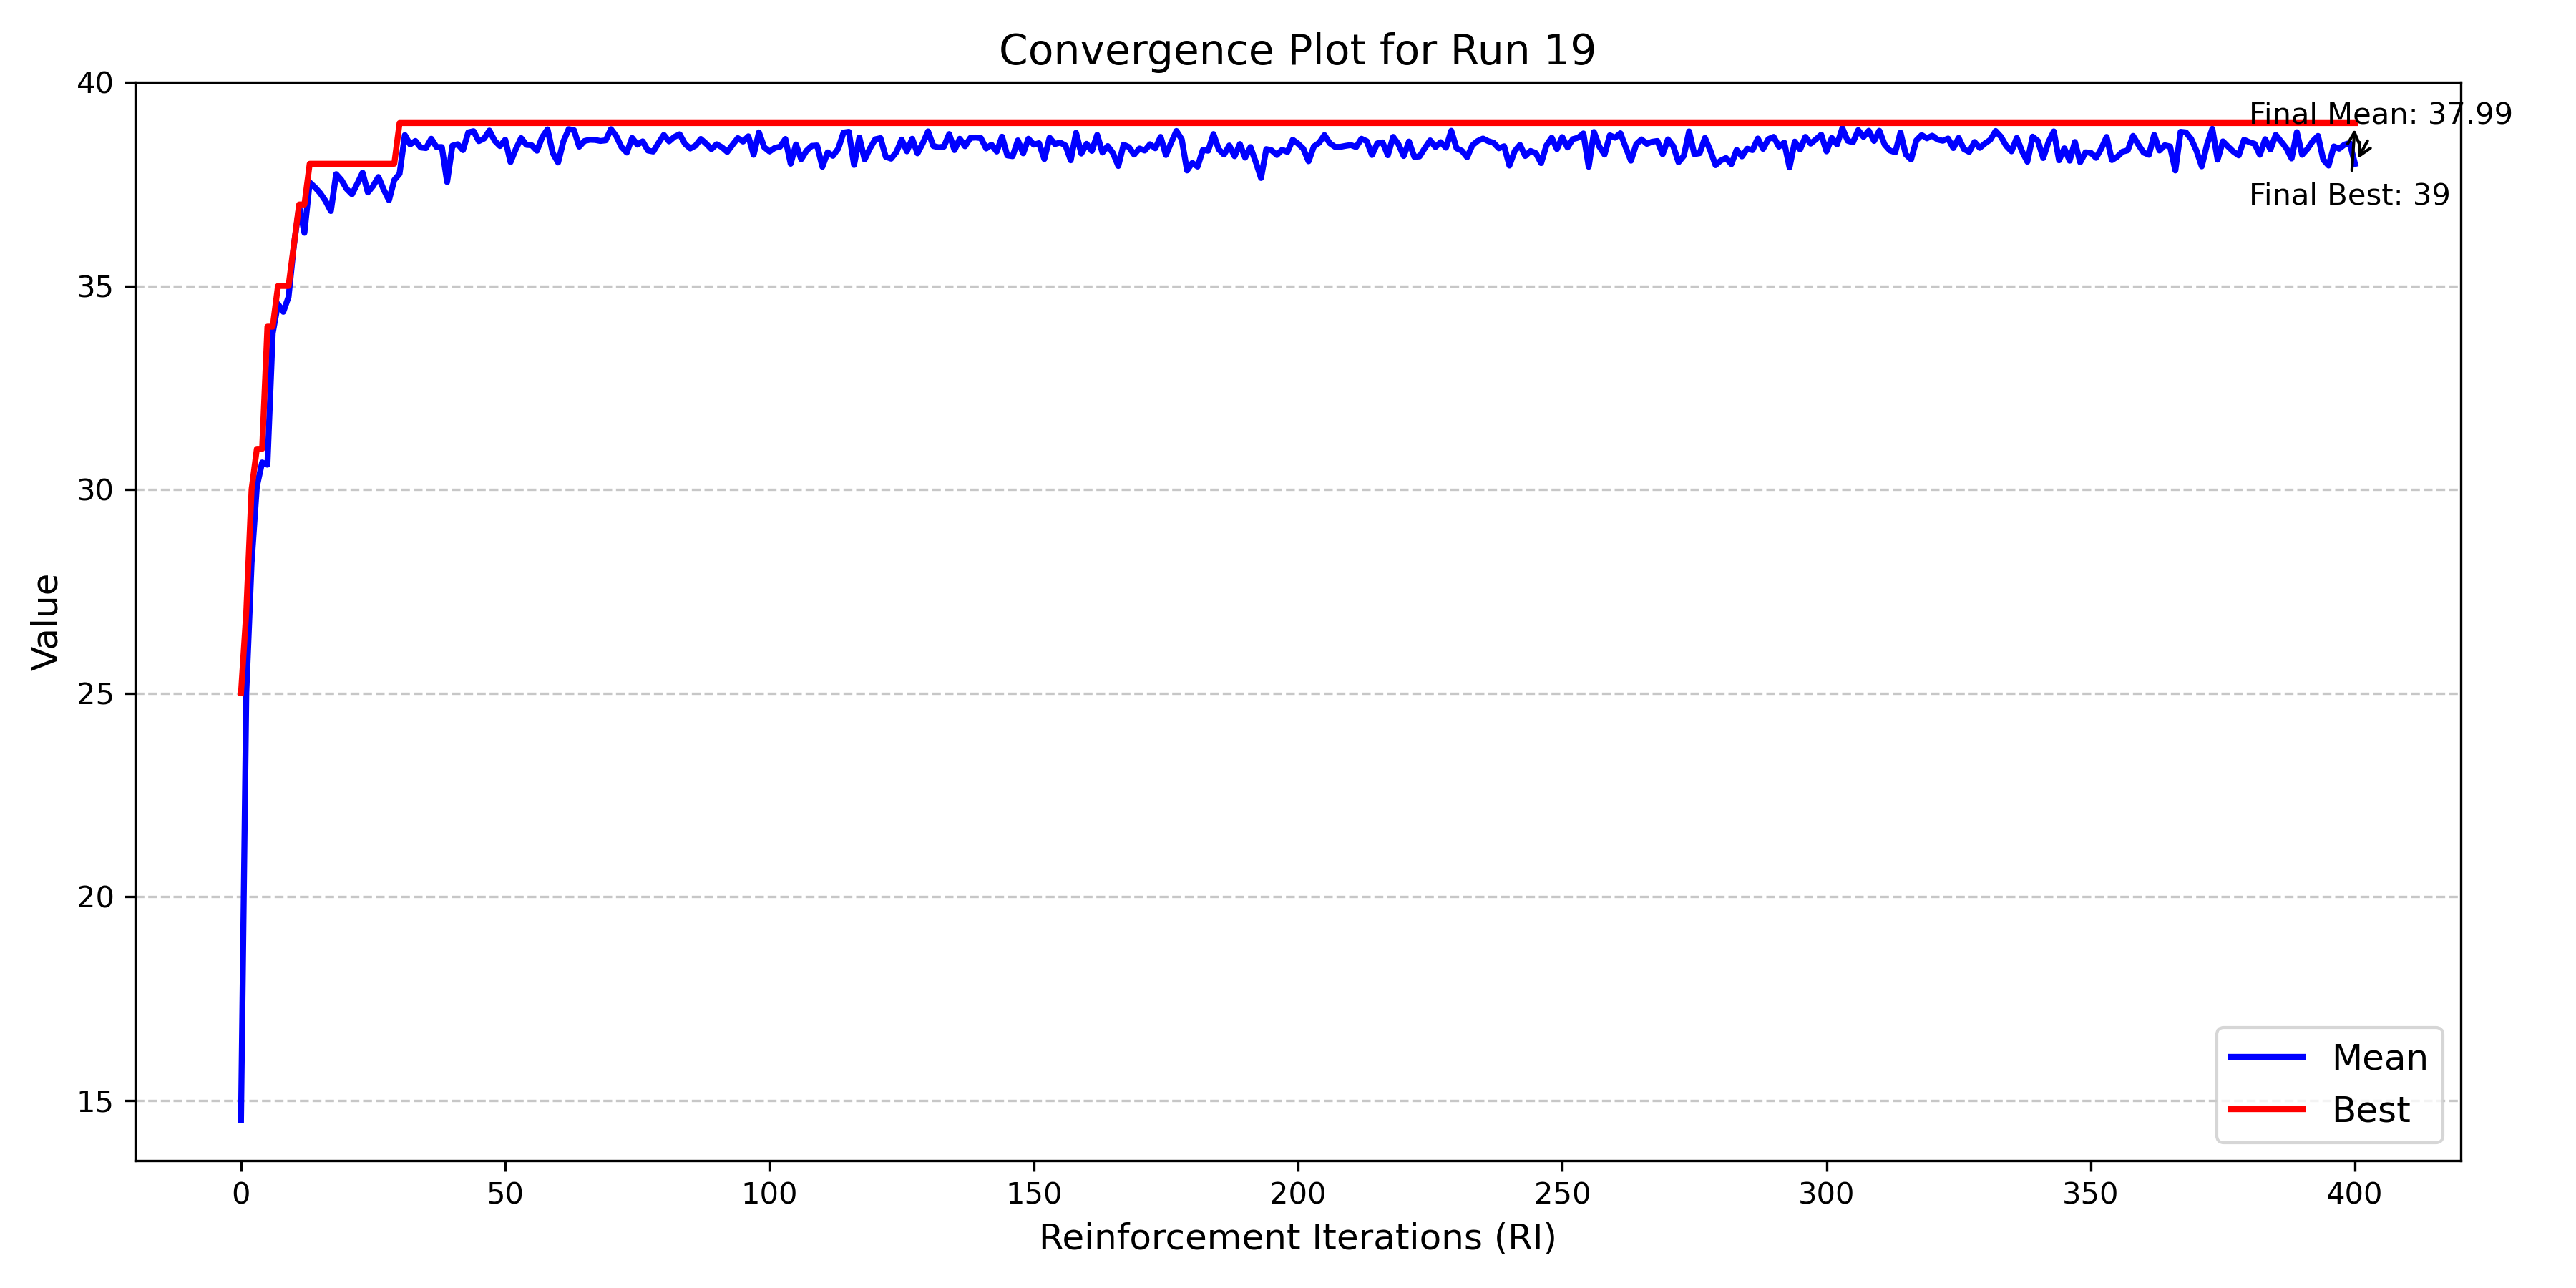 Convergence Plot for Run 19
40
35
30
25
20
15
Value
Final Mean: 37.99
Final Best: 39
Mean
Best
0 50 100 150 200 250 300 350 400
Reinforcement Iterations (RI)